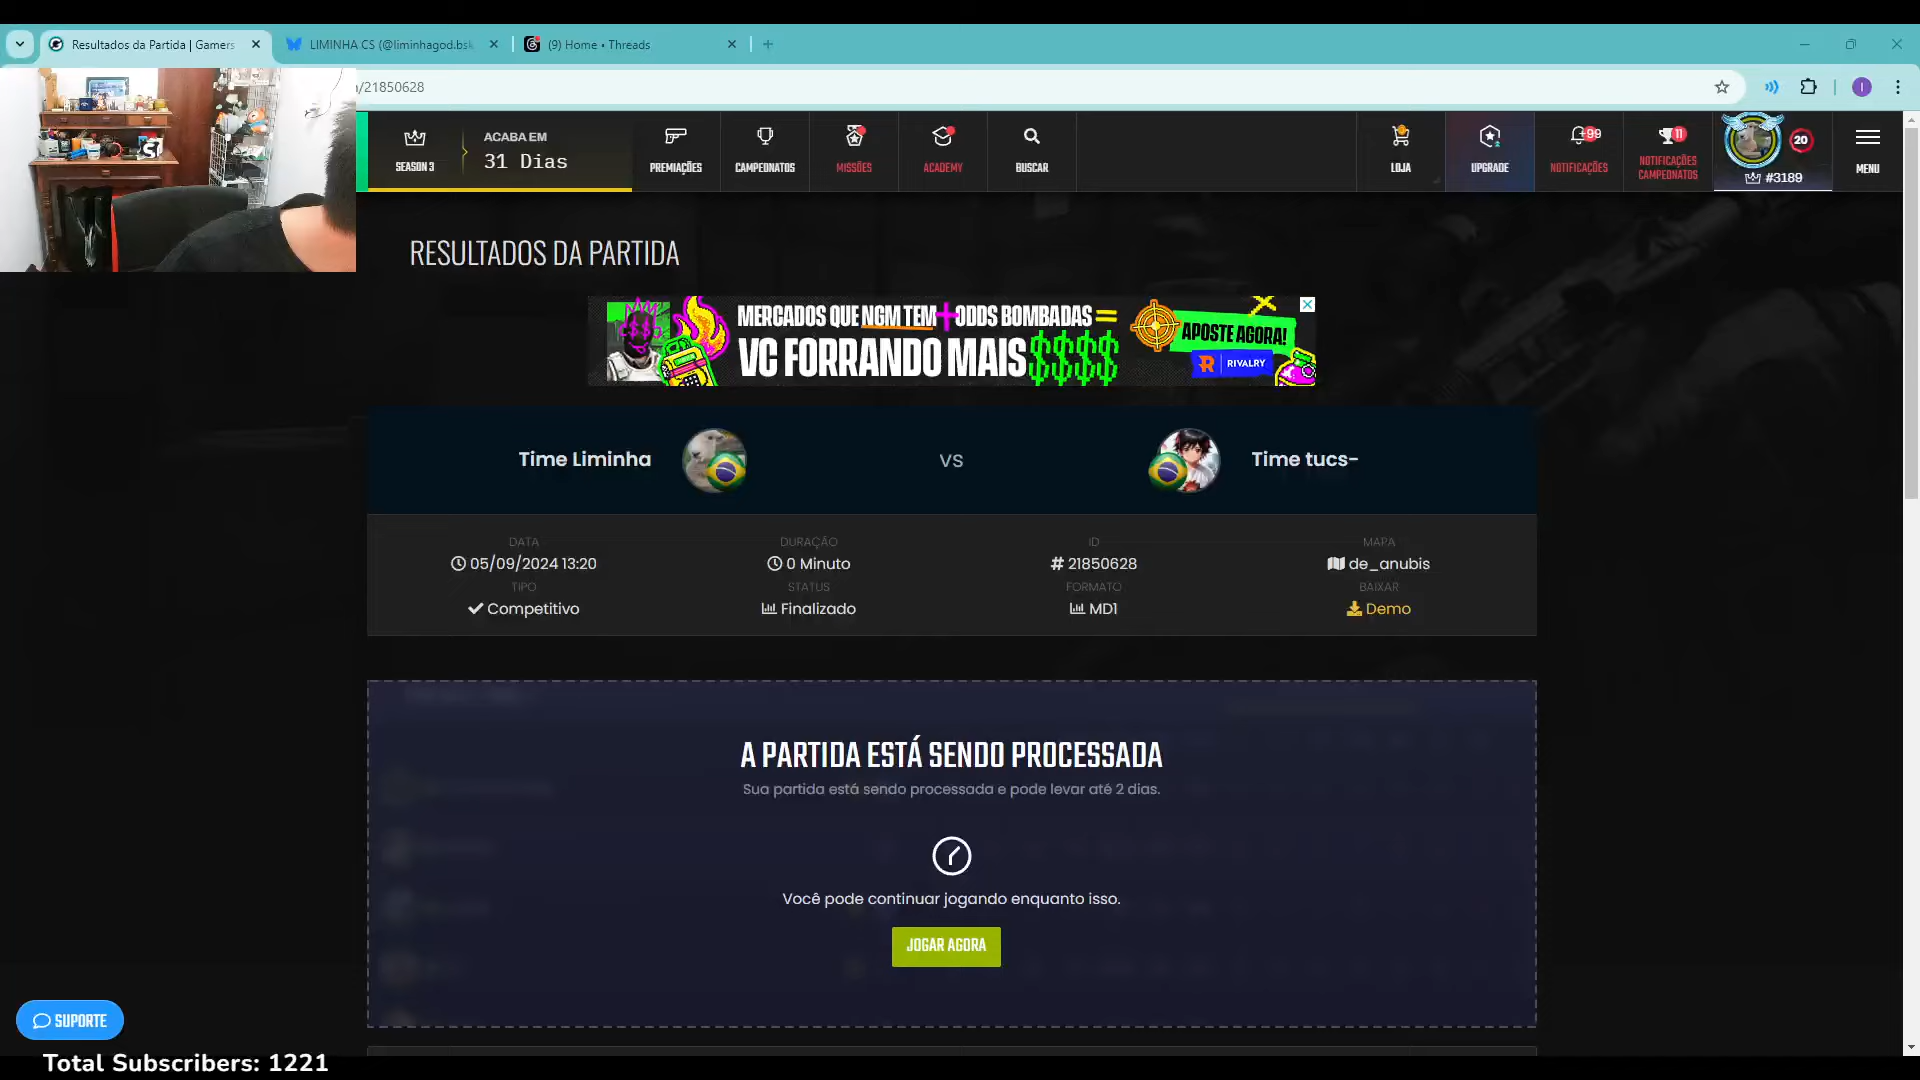 Resultados da Partida | Gamers
LIMINHA CS (@liminhagod.bsk
(9) Home • Threads
/21850628
I
SEASON 3
ACABA EM
31 Dias
PREMIAÇÕES
CAMPEONATOS
MISSÕES
ACADEMY
BUSCAR
LOJA
UPGRADE
+99
NOTIFICAÇÕES
11
NOTIFICAÇÕES
CAMPEONATOS
20
#3189
MENU
RESULTADOS DA PARTIDA
MERCADOS QUE NGM TEM+ODDS BOMBADAS =
VC FORRANDO MAIS $$$$
APOSTE AGORA!
RIVALRY
Time Liminha
VS
Time tucs-
DATA
05/09/2024 13:20
DURAÇÃO
0 Minuto
ID
# 21850628
MAPA
de_anubis
TIPO
Competitivo
STATUS
Finalizado
FORMATO
MD1
BAIXAR
Demo
A PARTIDA ESTÁ SENDO PROCESSADA
Sua partida está sendo processada e pode levar até 2 dias.
Você pode continuar jogando enquanto isso.
JOGAR AGORA
SUPORTE
Total Subscribers: 1221